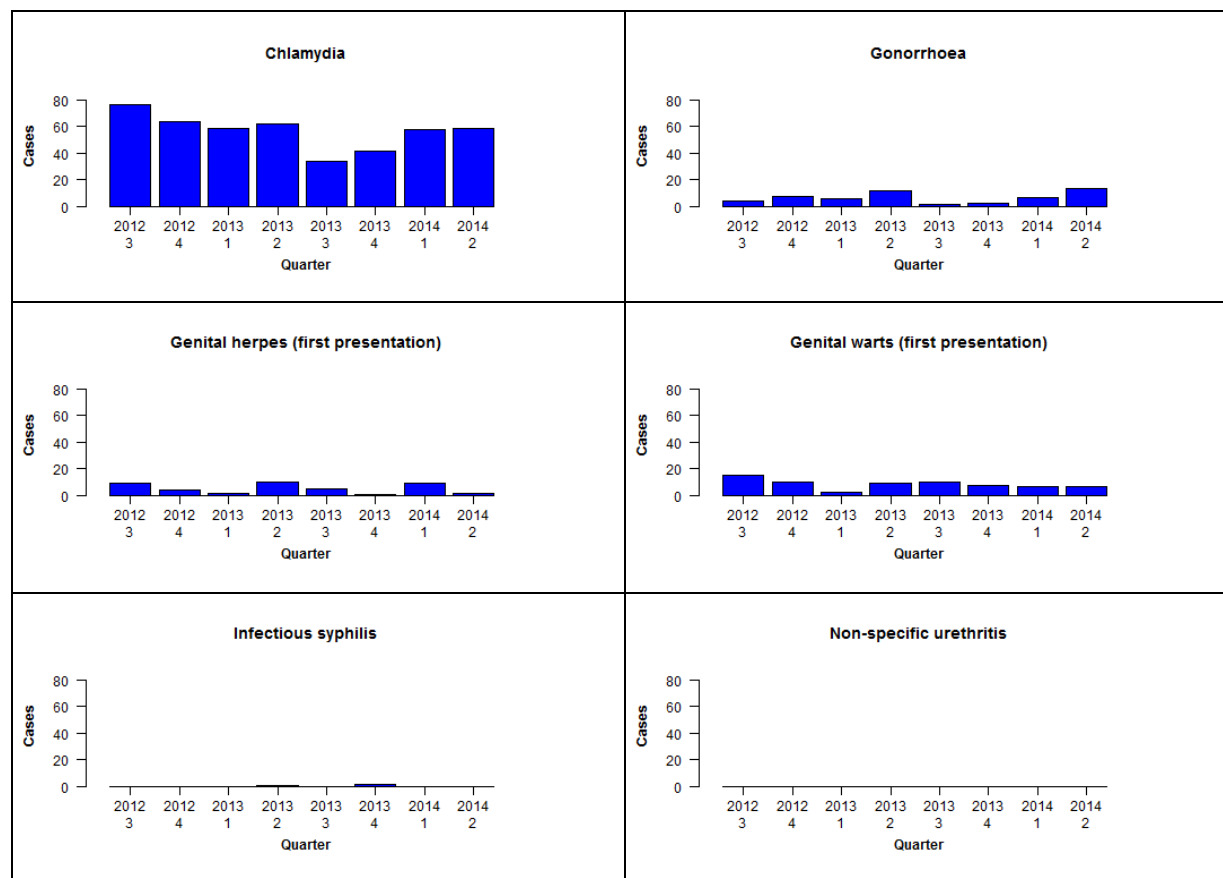 Chlamydia
80
60
40
20
0
Cases
2012 2012 2013 2013 2013 2013 2014 2014
3 4 1 2 3 4 1 2
Quarter
Gonorrhoea
80
60
40
20
0
Cases
2012 2012 2013 2013 2013 2013 2014 2014
3 4 1 2 3 4 1 2
Quarter
Genital herpes (first presentation)
80
60
40
20
0
Cases
2012 2012 2013 2013 2013 2013 2014 2014
3 4 1 2 3 4 1 2
Quarter
Genital warts (first presentation)
80
60
40
20
0
Cases
2012 2012 2013 2013 2013 2013 2014 2014
3 4 1 2 3 4 1 2
Quarter
Infectious syphilis
80
60
40
20
0
Cases
2012 2012 2013 2013 2013 2013 2014 2014
3 4 1 2 3 4 1 2
Quarter
Non-specific urethritis
80
60
40
20
0
Cases
2012 2012 2013 2013 2013 2013 2014 2014
3 4 1 2 3 4 1 2
Quarter